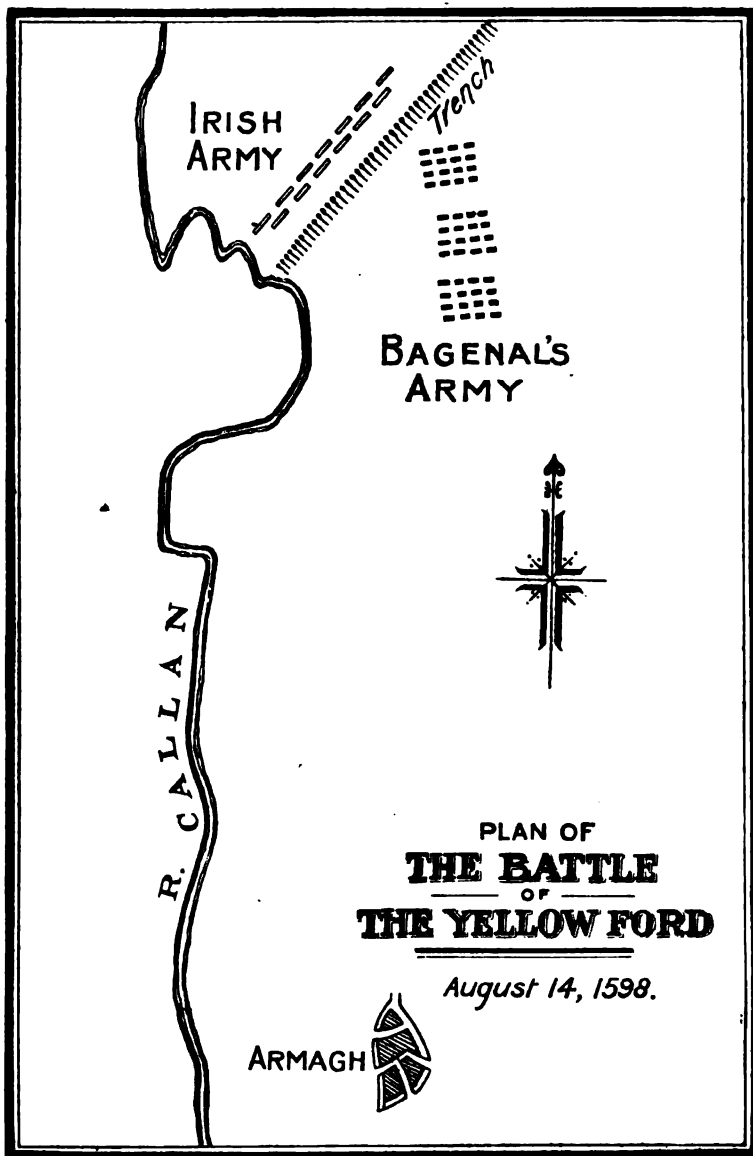 IRISH
ARMY
Trench
BAGENAL'S
ARMY
R. CALLAN
PLAN OF
THE BATTLE
OF
THE YELLOW FORD
August 14, 1598.
ARMAGH